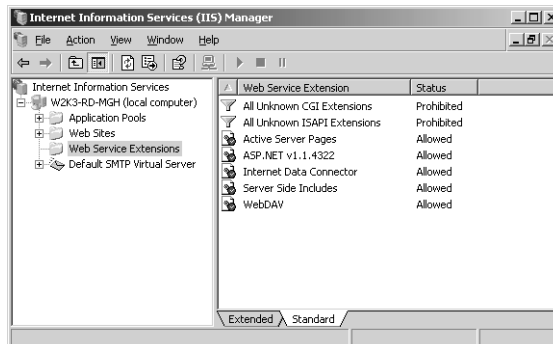 Internet Information Services (IIS) Manager
File Action View Window Help
Internet Information Services
W2K3-RD-MGH (local computer)
Application Pools
Web Sites
Web Service Extensions
Default SMTP Virtual Server
Web Service Extension Status
All Unknown CGI Extensions Prohibited
All Unknown ISAPI Extensions Prohibited
Active Server Pages Allowed
ASP.NET v1.1.4322 Allowed
Internet Data Connector Allowed
Server Side Includes Allowed
WebDAV Allowed
Extended Standard